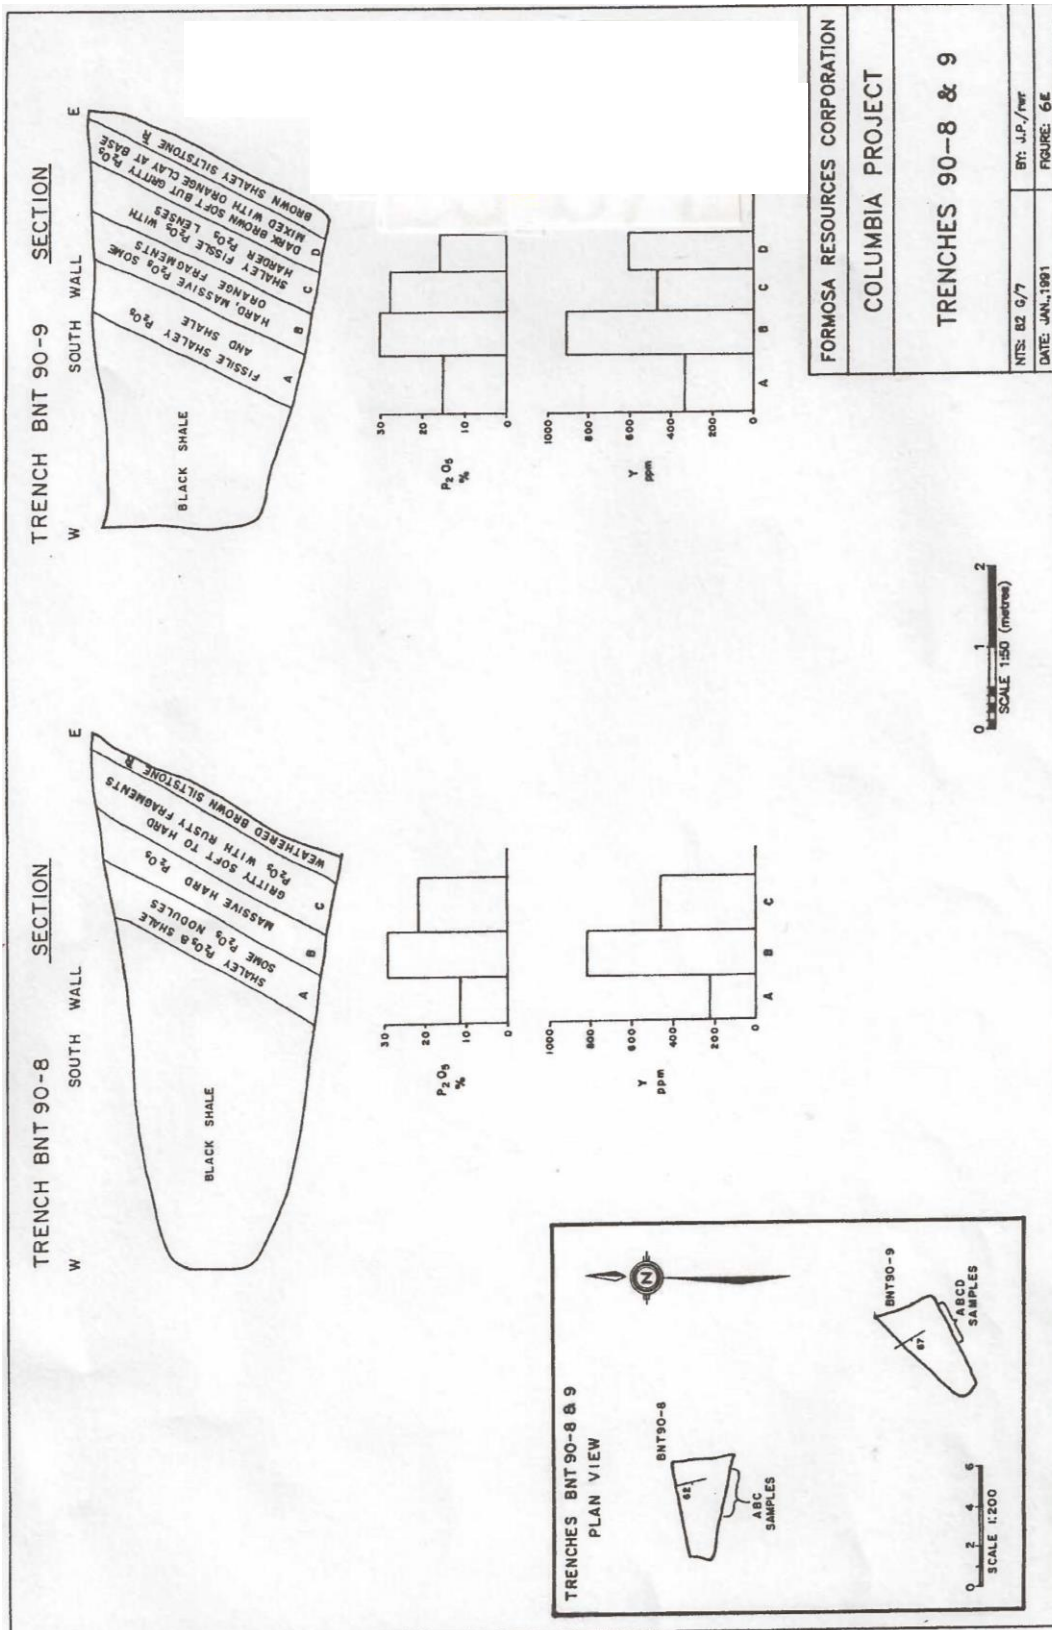 TRENCH BNT 90-8 SECTION
W SOUTH WALL E
BLACK SHALE
SHALEY P₂O₅ & SHALE
SOME P₂O₅ NODULES
A
MASSIVE HARD P₂O₅
B
GRITTY SOFT TO HARD
P₂O₅ WITH RUSTY FRAGMENTS
C
WEATHERED BROWN SILTSTONE
TRENCH BNT 90-9 SECTION
W SOUTH WALL E
BLACK SHALE
FISSILE SHALEY P₂O₅
AND SHALE
A
HARD, MASSIVE P₂O₅ SOME
ORANGE FRAGMENTS
B
SHALEY FISSLE P₂O₅ WITH
HARDER P₂O₅ LENSES
C
DARK BROWN SOFT BUT GRITTY P₂O₅
MIXED WITH ORANGE CLAY AT BASE
D
BROWN SHALEY SILTSTONE
P₂O₅
%
30
20
10
0
Y
ppm
1000
800
600
400
200
0
A B C
P₂O₅
%
30
20
10
0
Y
ppm
1000
800
600
400
200
0
A B C D
TRENCHES BNT 90-8 & 9
PLAN VIEW
N
BNT90-8
62
ABC
SAMPLES
BNT90-9
67
ABCD
SAMPLES
0 2 4 6
SCALE 1:200
0 1 2
SCALE 1:50 (metres)
FORMOSA RESOURCES CORPORATION
COLUMBIA PROJECT
TRENCHES 90-8 & 9
NTS: 82 G/7 BY: J.P./rwr
DATE: JAN.,1991 FIGURE: 6E